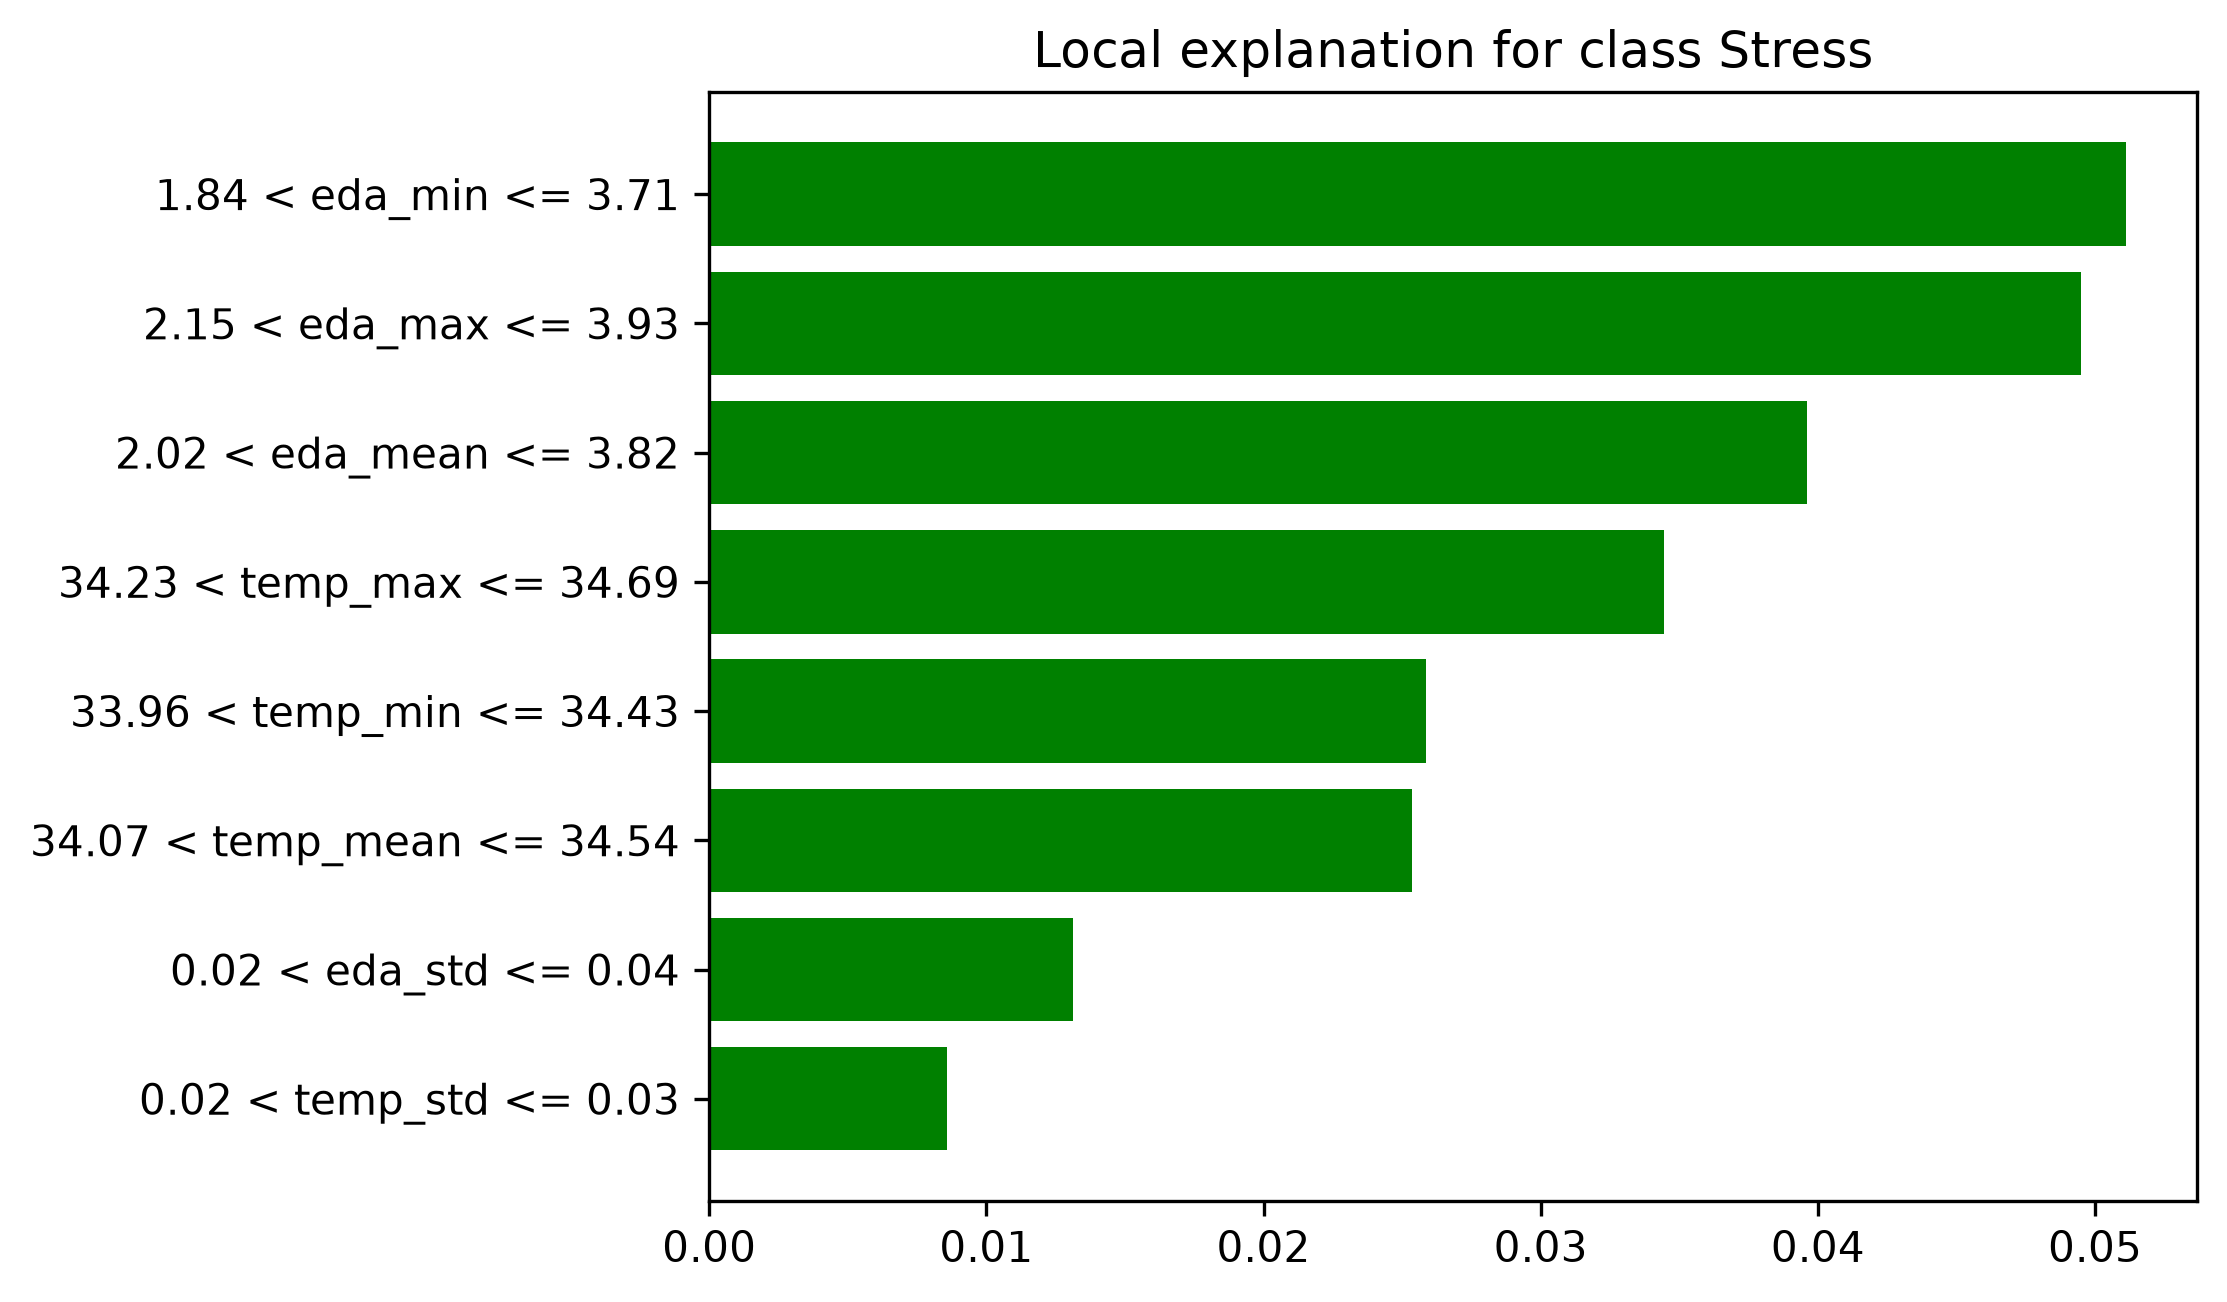 Local explanation for class Stress
1.84 < eda_min <= 3.71
2.15 < eda_max <= 3.93
2.02 < eda_mean <= 3.82
34.23 < temp_max <= 34.69
33.96 < temp_min <= 34.43
34.07 < temp_mean <= 34.54
0.02 < eda_std <= 0.04
0.02 < temp_std <= 0.03
0.00 0.01 0.02 0.03 0.04 0.05